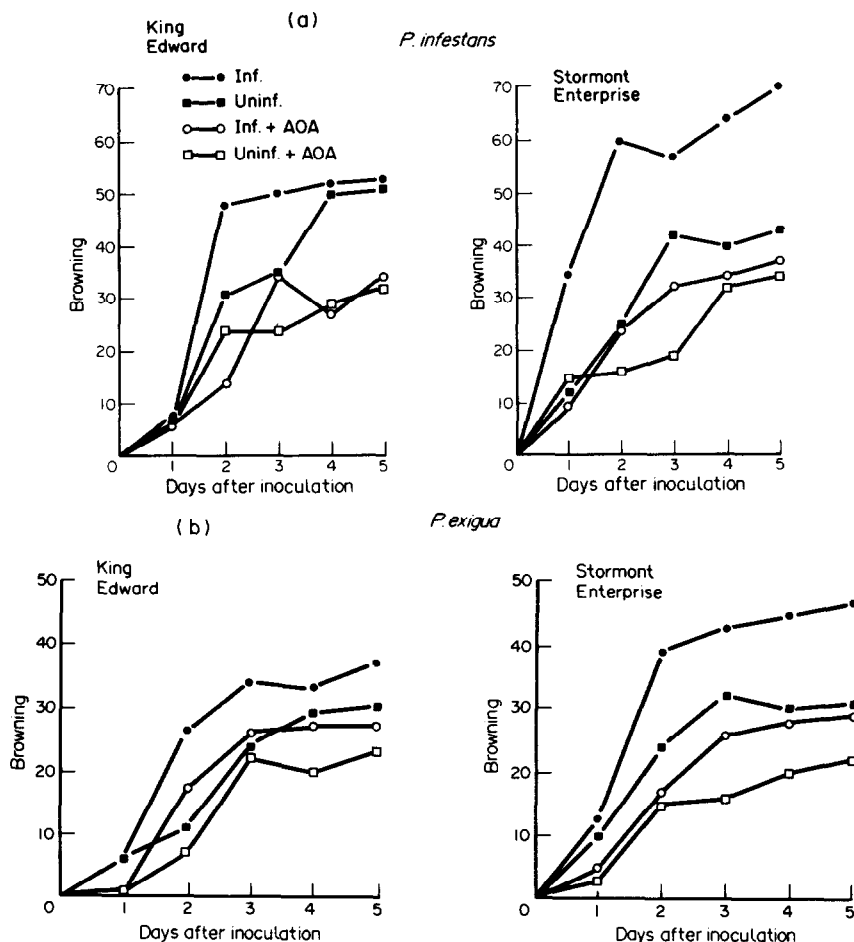 (a)
P. infestans
King
Edward
Inf.
Uninf.
Inf. + AOA
Uninf. + AOA
70
60
50
40
30
20
10
0
Browning
1 2 3 4 5
Days after inoculation
Stormont
Enterprise
70
60
50
40
30
20
10
0
Browning
1 2 3 4 5
Days after inoculation
(b)
P. exigua
King
Edward
50
40
30
20
10
0
Browning
1 2 3 4 5
Days after inoculation
Stormont
Enterprise
50
40
30
20
10
0
Browning
1 2 3 4 5
Days after inoculation